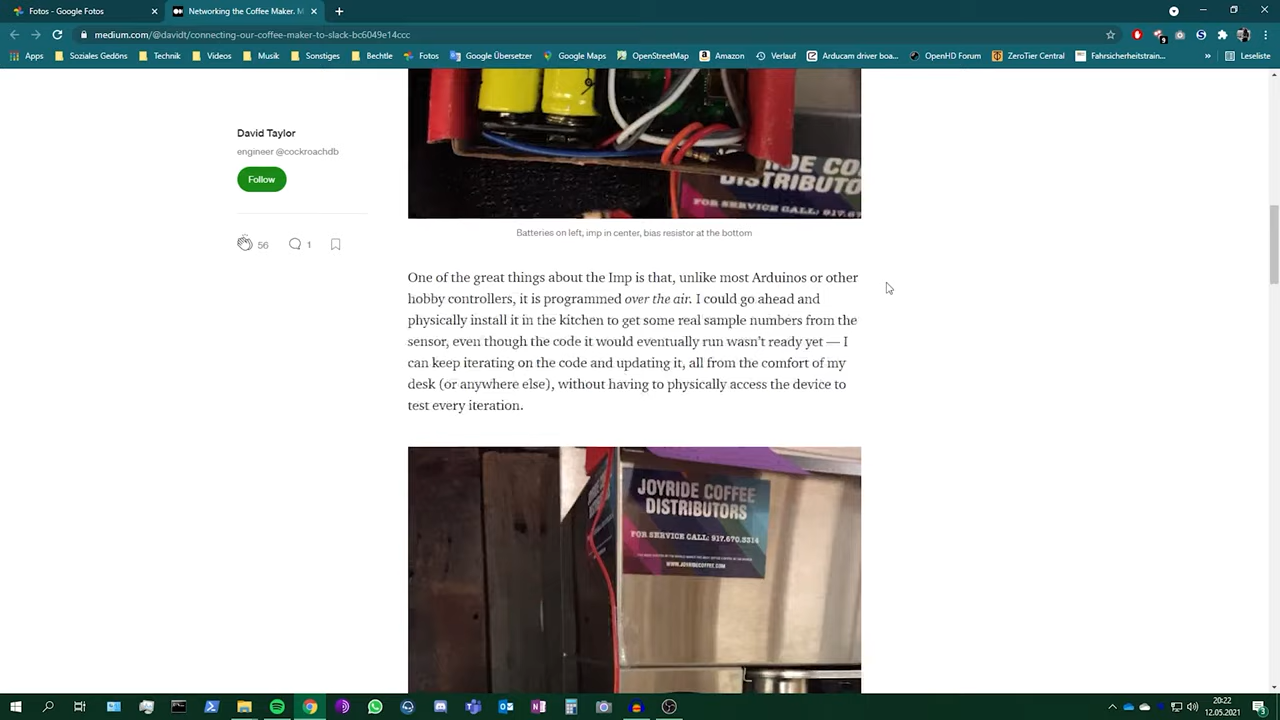 Google Fotos - Google Fotos
Networking the Coffee Maker. M
medium.com/@davidt/connecting-our-coffee-maker-to-slack-bc6049e14ccc
Apps Soziales Gedöns Technik Videos Musik Sonstiges Bechtle Fotos Google Übersetzer Google Maps OpenStreetMap Amazon Verlauf Arducam driver boa... OpenHD Forum ZeroTier Central Fahrsicherheitstrain... » Leseliste
David Taylor
engineer @cockroachdb
Follow
56 1
RIDE CO
DISTRIBUTO
FOR SERVICE CALL: 917.6
Batteries on left, imp in center, bias resistor at the bottom
One of the great things about the Imp is that, unlike most Arduinos or other
hobby controllers, it is programmed over the air. I could go ahead and
physically install it in the kitchen to get some real sample numbers from the
sensor, even though the code it would eventually run wasn't ready yet — I
can keep iterating on the code and updating it, all from the comfort of my
desk (or anywhere else), without having to physically access the device to
test every iteration.
JOYRIDE COFFEE
DISTRIBUTORS
FOR SERVICE CALL: 917.670.3314
WWW.JOYRIDECOFFEE.COM
20:22
12.05.2021